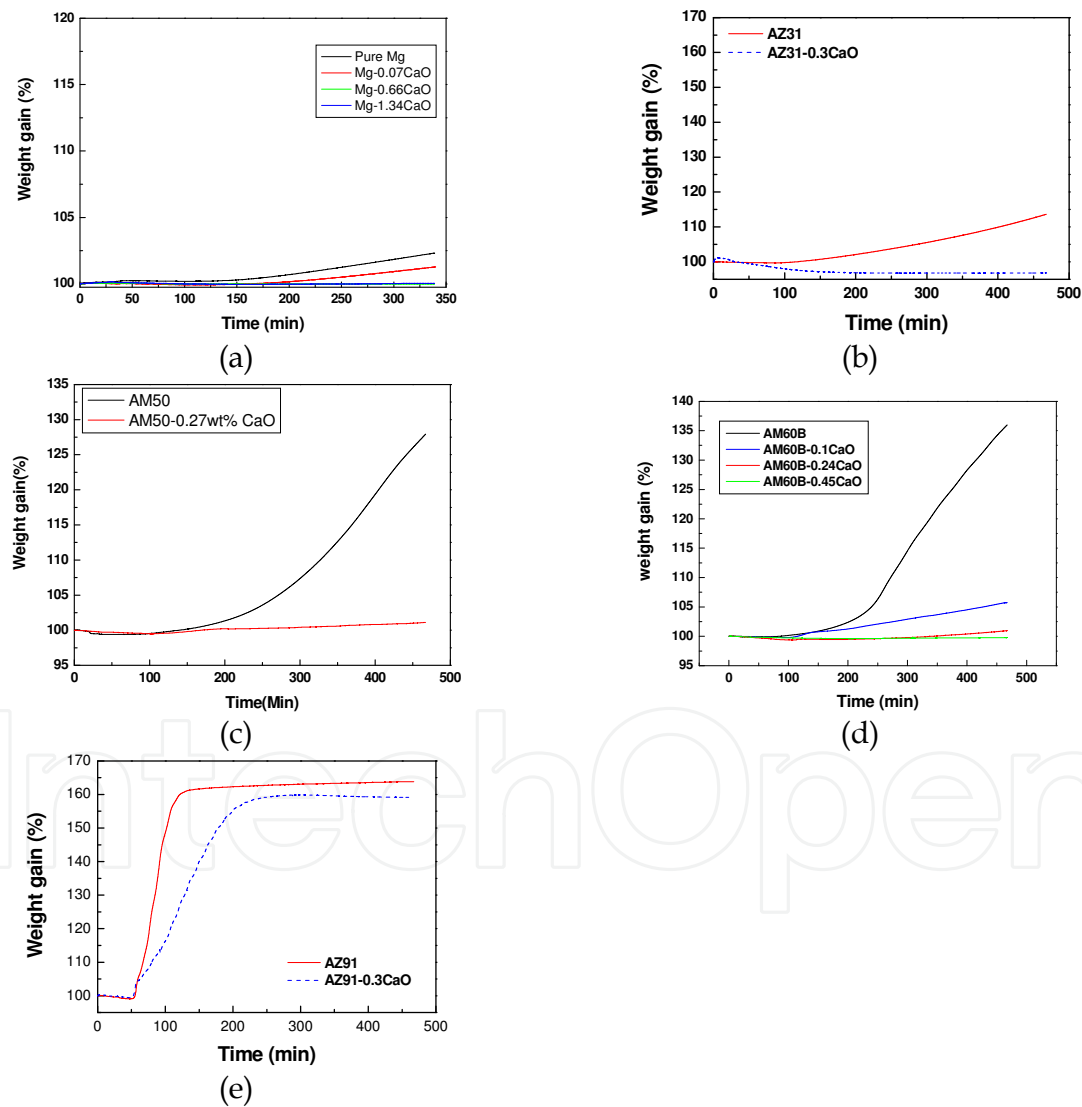 120
115
110
105
100
0 50 100 150 200 250 300 350
Weight gain (%)
Time (min)
Pure Mg
Mg-0.07CaO
Mg-0.66CaO
Mg-1.34CaO
(a)
170
160
150
140
130
120
110
100
0 100 200 300 400 500
Weight gain (%)
Time (min)
AZ31
AZ31-0.3CaO
(b)
135
130
125
120
115
110
105
100
95
0 100 200 300 400 500
Weight gain(%)
Time(Min)
AM50
AM50-0.27wt% CaO
(c)
140
135
130
125
120
115
110
105
100
95
0 100 200 300 400 500
weight gain (%)
Time (min)
AM60B
AM60B-0.1CaO
AM60B-0.24CaO
AM60B-0.45CaO
(d)
170
160
150
140
130
120
110
100
0 100 200 300 400 500
Weight gain (%)
Time (min)
AZ91
AZ91-0.3CaO
(e)
IntechOpen